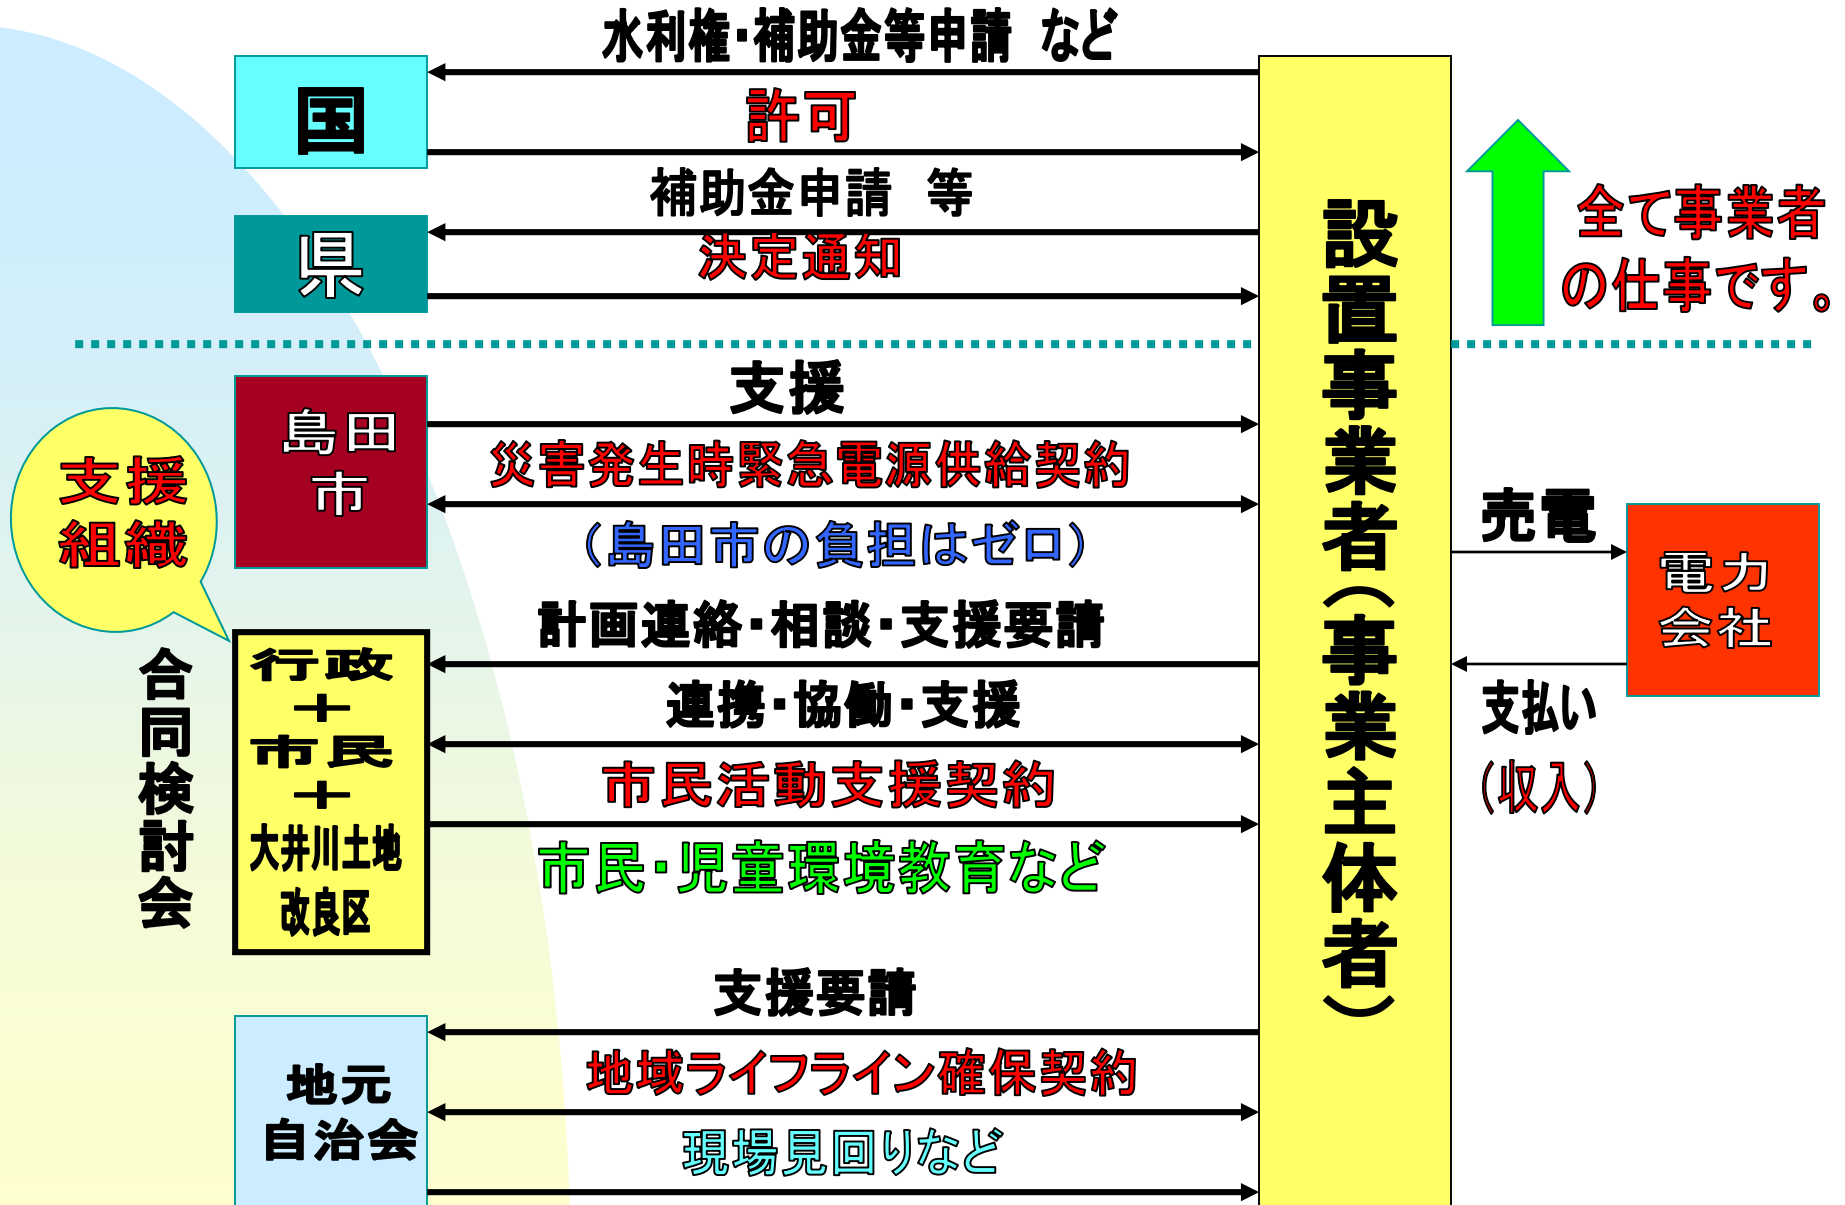 水利権・補助金等申請　など
国
許可
補助金申請　等
県
決定通知
全て事業者
の仕事です。
設置事業者（事業主体者）
支援
島田
市
災害発生時緊急電源供給契約
（島田市の負担はゼロ）
支援
組織
売電
電力
会社
支払い
（収入）
計画連絡・相談・支援要請
合同検討会
行政
＋
市民
＋
大井川土地
改良区
連携・協働・支援
市民活動支援契約
市民・児童環境教育など
支援要請
地元
自治会
地域ライフライン確保契約
現場見回りなど